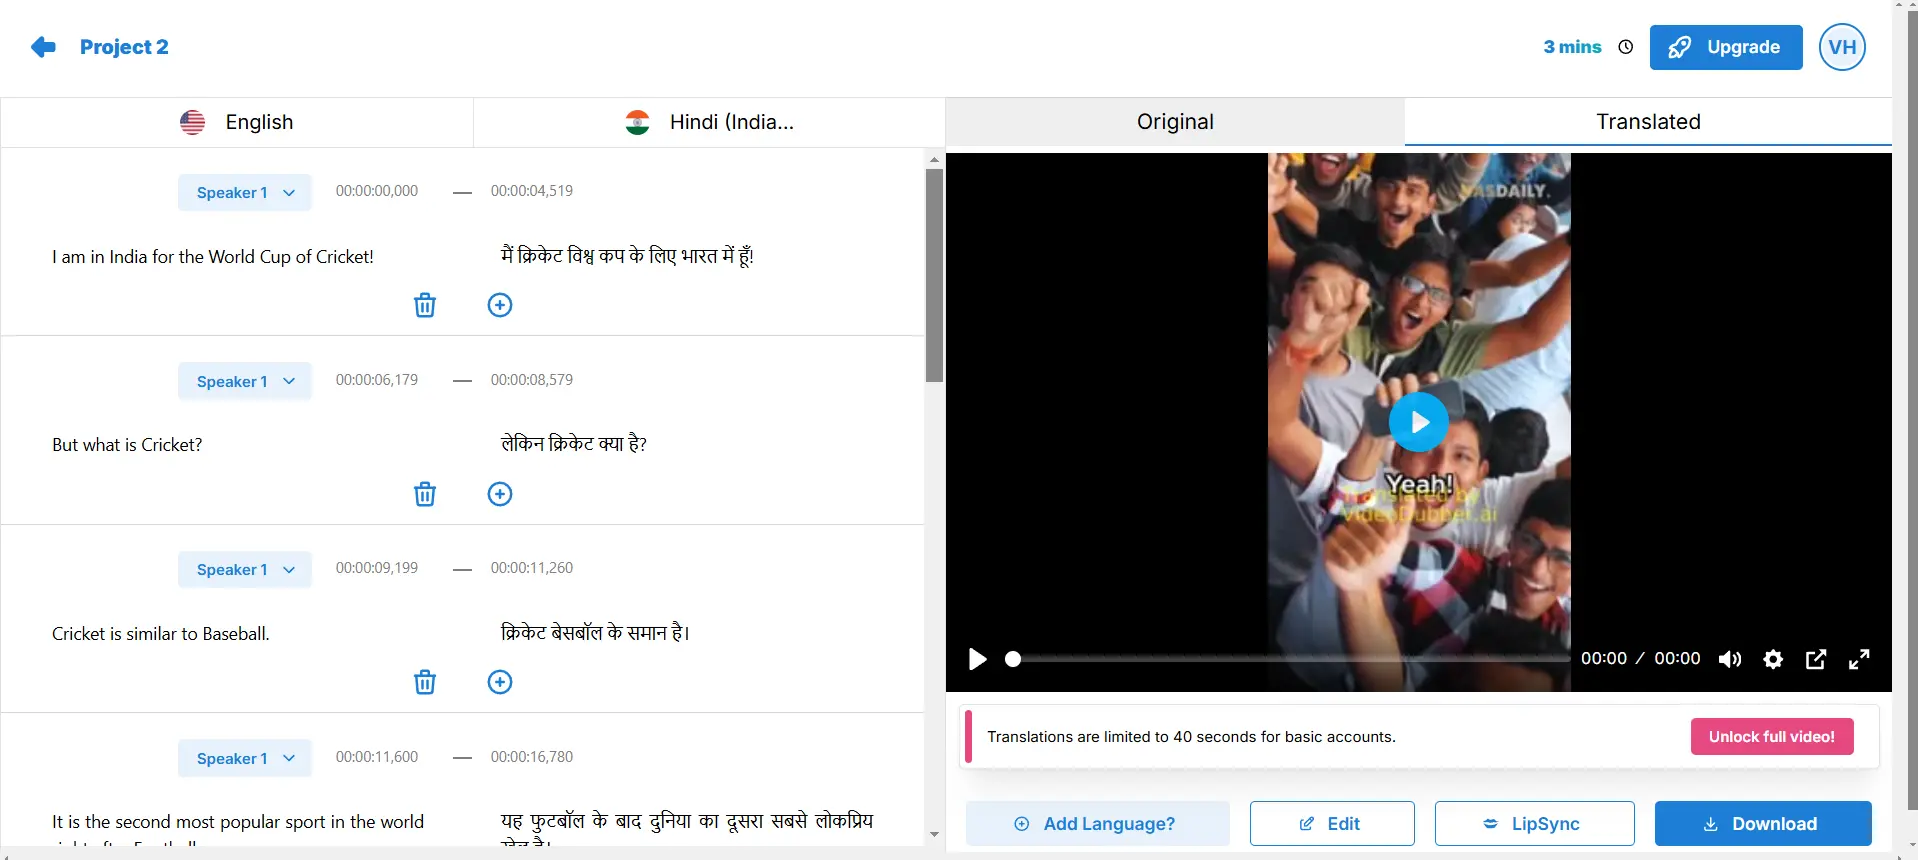 Project 2
3 mins
Upgrade
VH
English
Hindi (India...
Original
Translated
Speaker 1
00:00:00,000 — 00:00:04,519
I am in India for the World Cup of Cricket!
मैं क्रिकेट विश्व कप के लिए भारत में हूँ!
Speaker 1
00:00:06,179 — 00:00:08,579
But what is Cricket?
लेकिन क्रिकेट क्या है?
Speaker 1
00:00:09,199 — 00:00:11,260
Cricket is similar to Baseball.
क्रिकेट बेसबॉल के समान है।
Speaker 1
00:00:11,600 — 00:00:16,780
It is the second most popular sport in the world
यह फुटबॉल के बाद दुनिया का दूसरा सबसे लोकप्रिय
DAILY.
Yeah!
Translated by
VideoDubber.ai
00:00 / 00:00
Translations are limited to 40 seconds for basic accounts.
Unlock full video!
Add Language?
Edit
LipSync
Download